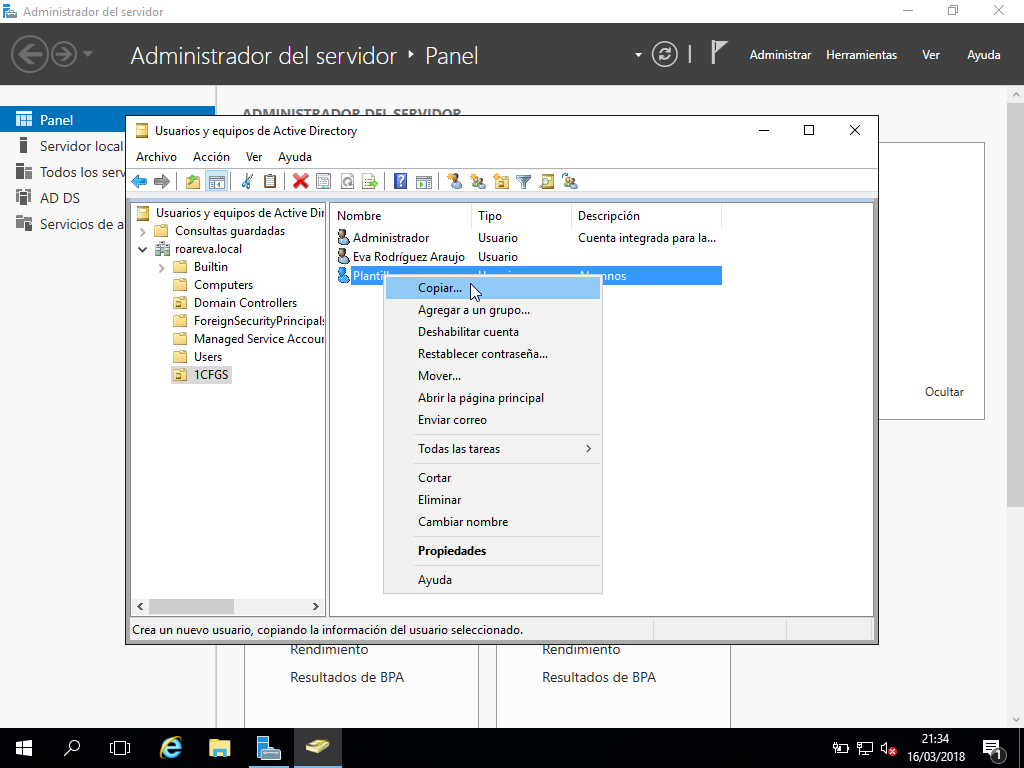 Administrador del servidor
Administrador del servidor
Panel
Administrar
Herramientas
Ver
Ayuda
Panel
Servidor local
Todos los serv
AD DS
Servicios de a
ADMINISTRADOR DEL SERVIDOR
Usuarios y equipos de Active Directory
Archivo
Acción
Ver
Ayuda
Usuarios y equipos de Active Dir
Consultas guardadas
roareva.local
Builtin
Computers
Domain Controllers
ForeignSecurityPrincipals
Managed Service Accour
Users
1CFGS
Nombre
Tipo
Descripción
Administrador
Usuario
Cuenta integrada para la...
Eva Rodríguez Araujo
Usuario
Copiar...
Agregar a un grupo...
Deshabilitar cuenta
Restablecer contraseña...
Mover...
Abrir la página principal
Enviar correo
Todas las tareas
Cortar
Eliminar
Cambiar nombre
Propiedades
Ayuda
Ocultar
Crea un nuevo usuario, copiando la información del usuario seleccionado.
Rendimiento
Resultados de BPA
Rendimiento
Resultados de BPA
21:34
16/03/2018
1